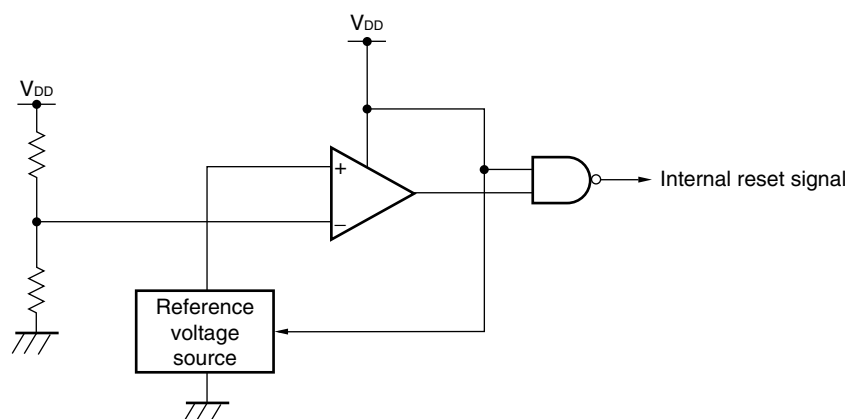 VDD
VDD
+
−
Internal reset signal
Reference
voltage
source